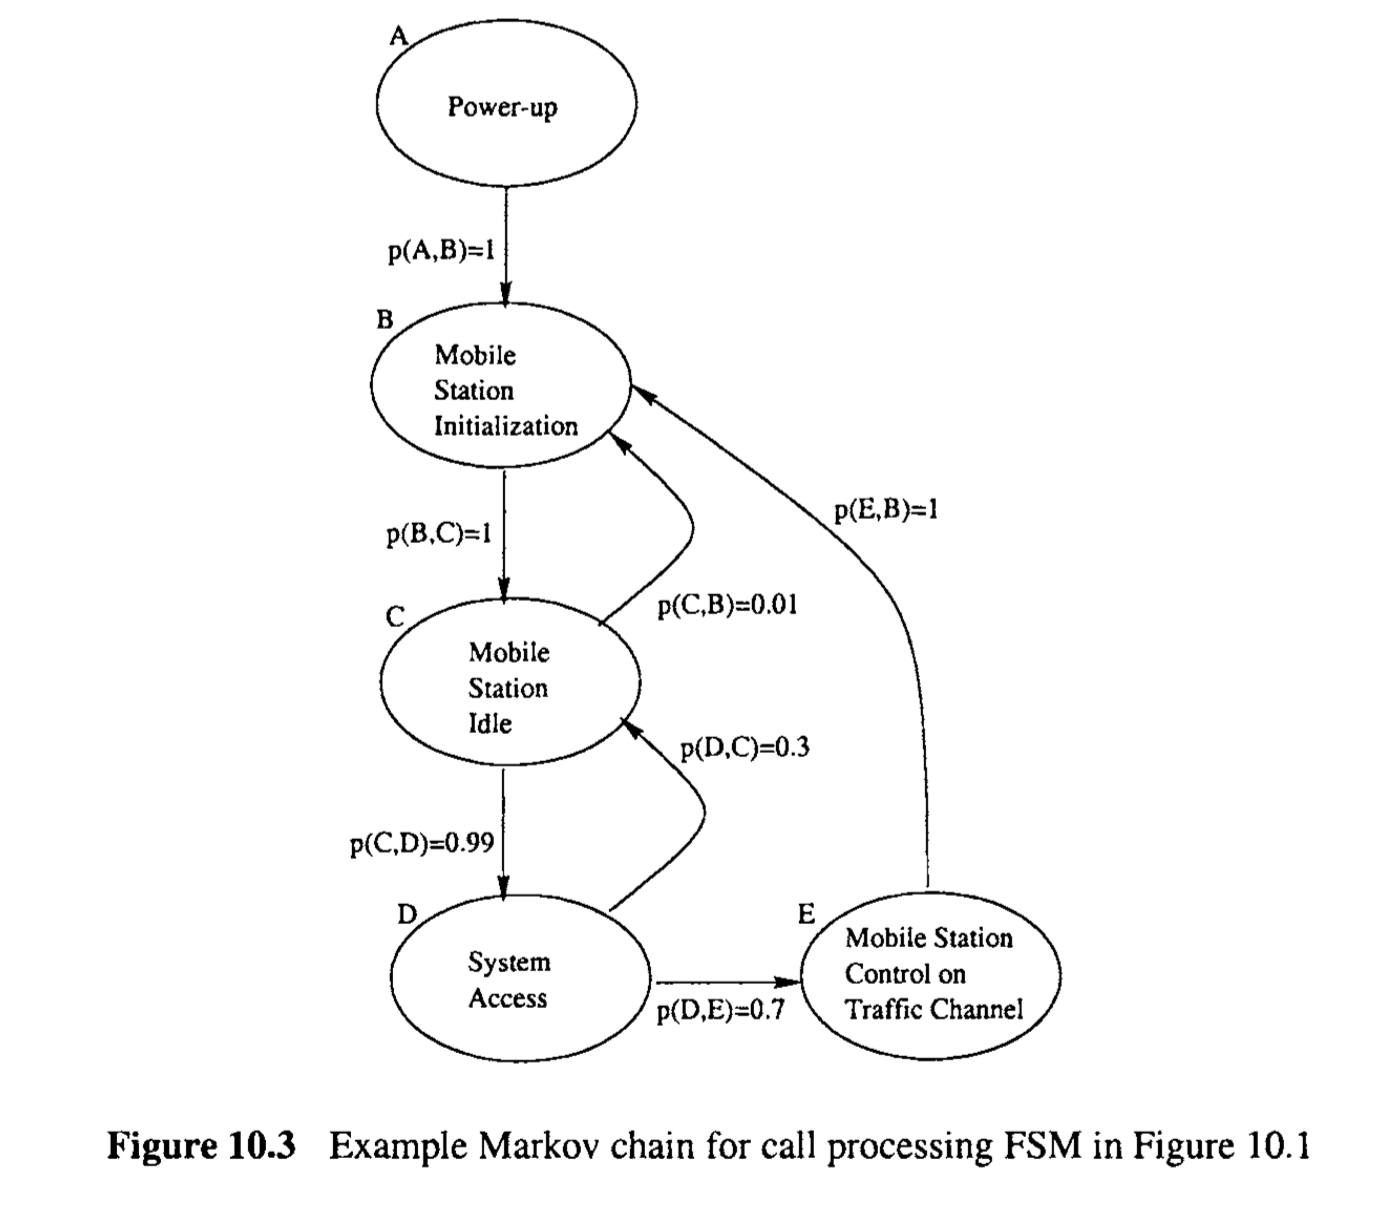 A
Power-up
p(A,B)=1
B
Mobile
Station
Initialization
p(E,B)=1
p(B,C)=1
p(C,B)=0.01
C
Mobile
Station
Idle
p(D,C)=0.3
p(C,D)=0.99
D
System
Access
E
Mobile Station
Control on
Traffic Channel
p(D,E)=0.7
Figure 10.3 Example Markov chain for call processing FSM in Figure 10.1